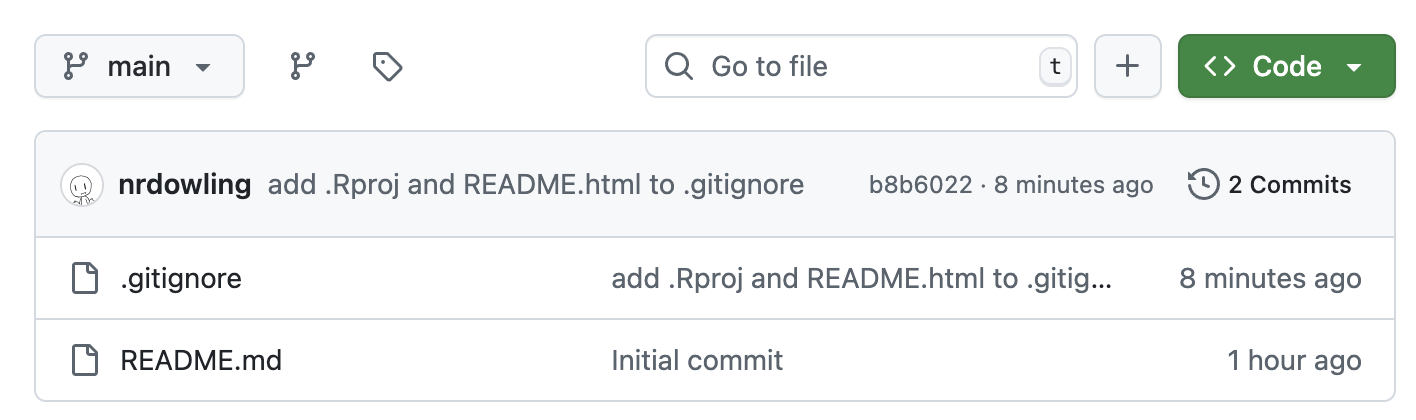 main Go to file t Code
nrdowling add .Rproj and README.html to .gitignore b8b6022 · 8 minutes ago 2 Commits
.gitignore add .Rproj and README.html to .gitig... 8 minutes ago
README.md Initial commit 1 hour ago